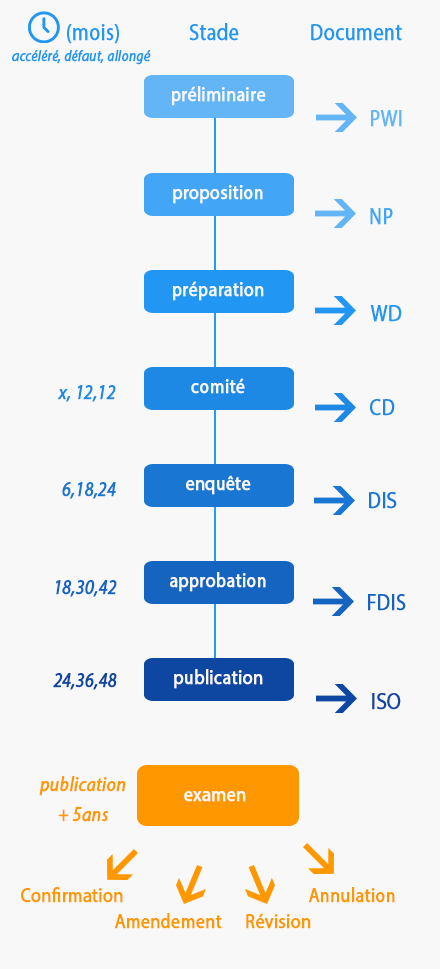 (mois) Stade Document
accéléré, défaut, allongé
préliminaire
PWI
proposition
NP
préparation
WD
x, 12,12 comité CD
6,18,24 enquête DIS
18,30,42 approbation FDIS
24,36,48 publication ISO
publication
+ 5ans
examen
Confirmation
Amendement
Révision
Annulation